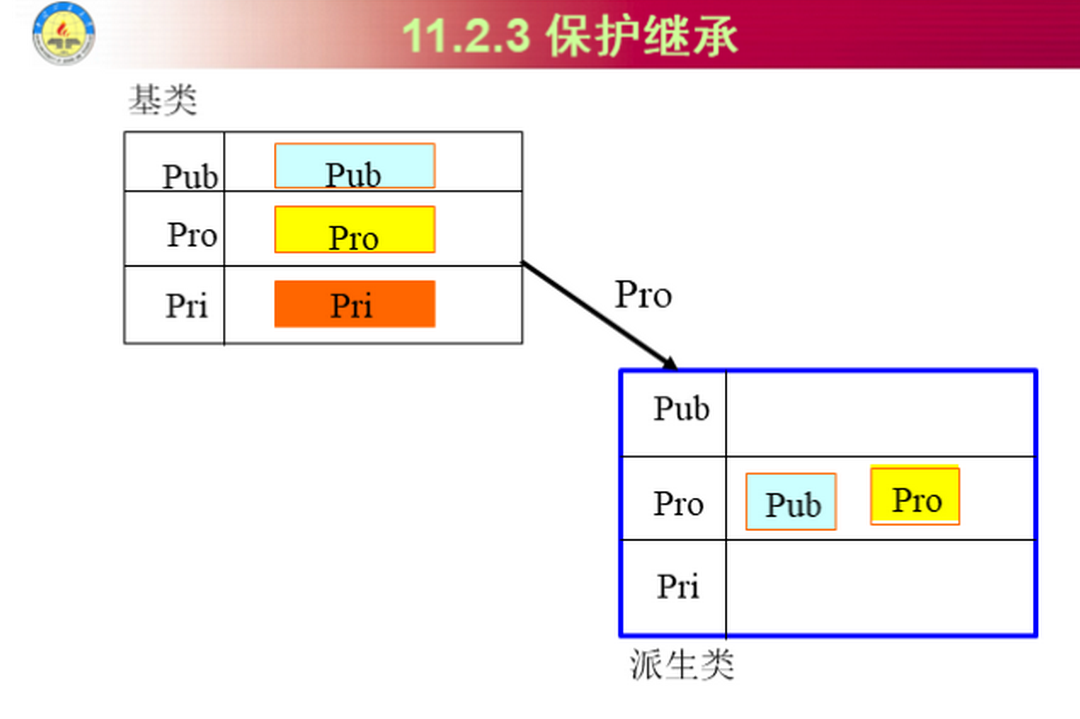 11.2.3 保护继承
基类
Pub Pub
Pro Pro
Pri Pri
Pro
Pub
Pro Pub Pro
Pri
派生类